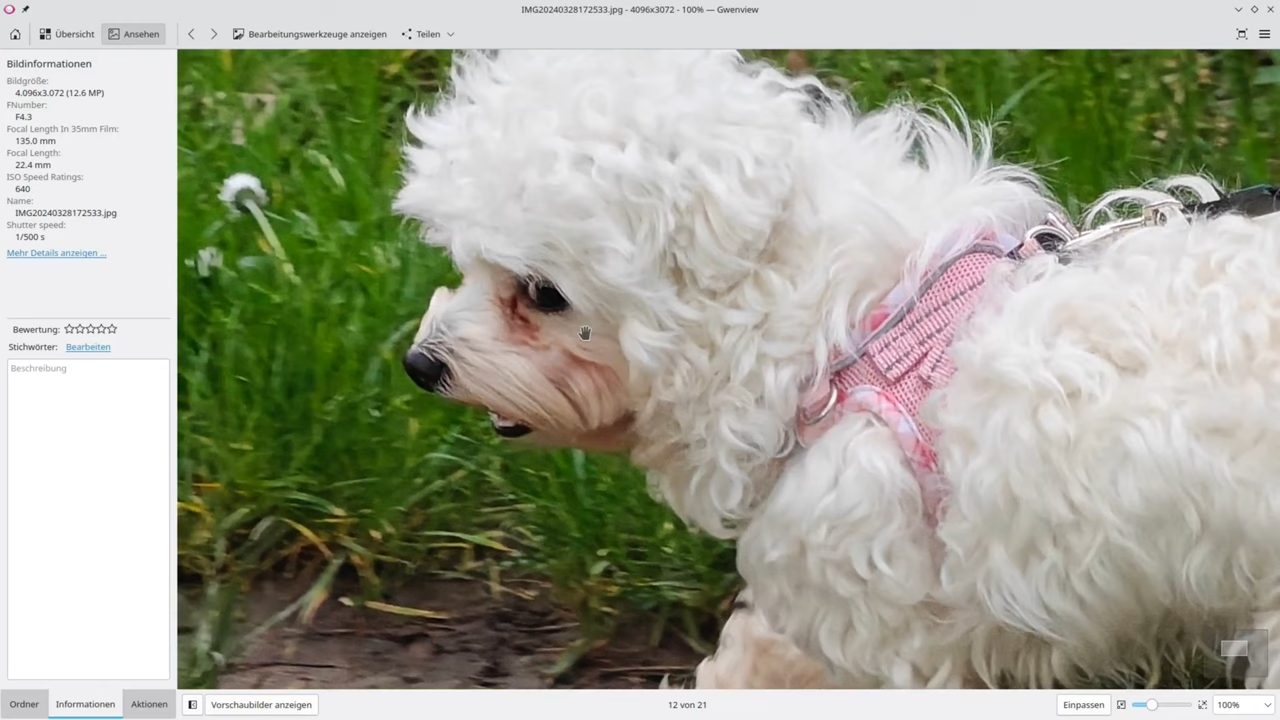 IMG20240328172533.jpg - 4096x3072 - 100% — Gwenview
Übersicht
Ansehen
Bearbeitungswerkzeuge anzeigen
Teilen
Bildinformationen
Bildgröße:
4.096x3.072 (12.6 MP)
FNumber:
F4.3
Focal Length In 35mm Film:
135.0 mm
Focal Length:
22.4 mm
ISO Speed Ratings:
640
Name:
IMG20240328172533.jpg
Shutter speed:
1/500 s
Mehr Details anzeigen ...
Bewertung:
Stichwörter: Bearbeiten
Beschreibung
Ordner
Informationen
Aktionen
Vorschaubilder anzeigen
12 von 21
Einpassen
100%